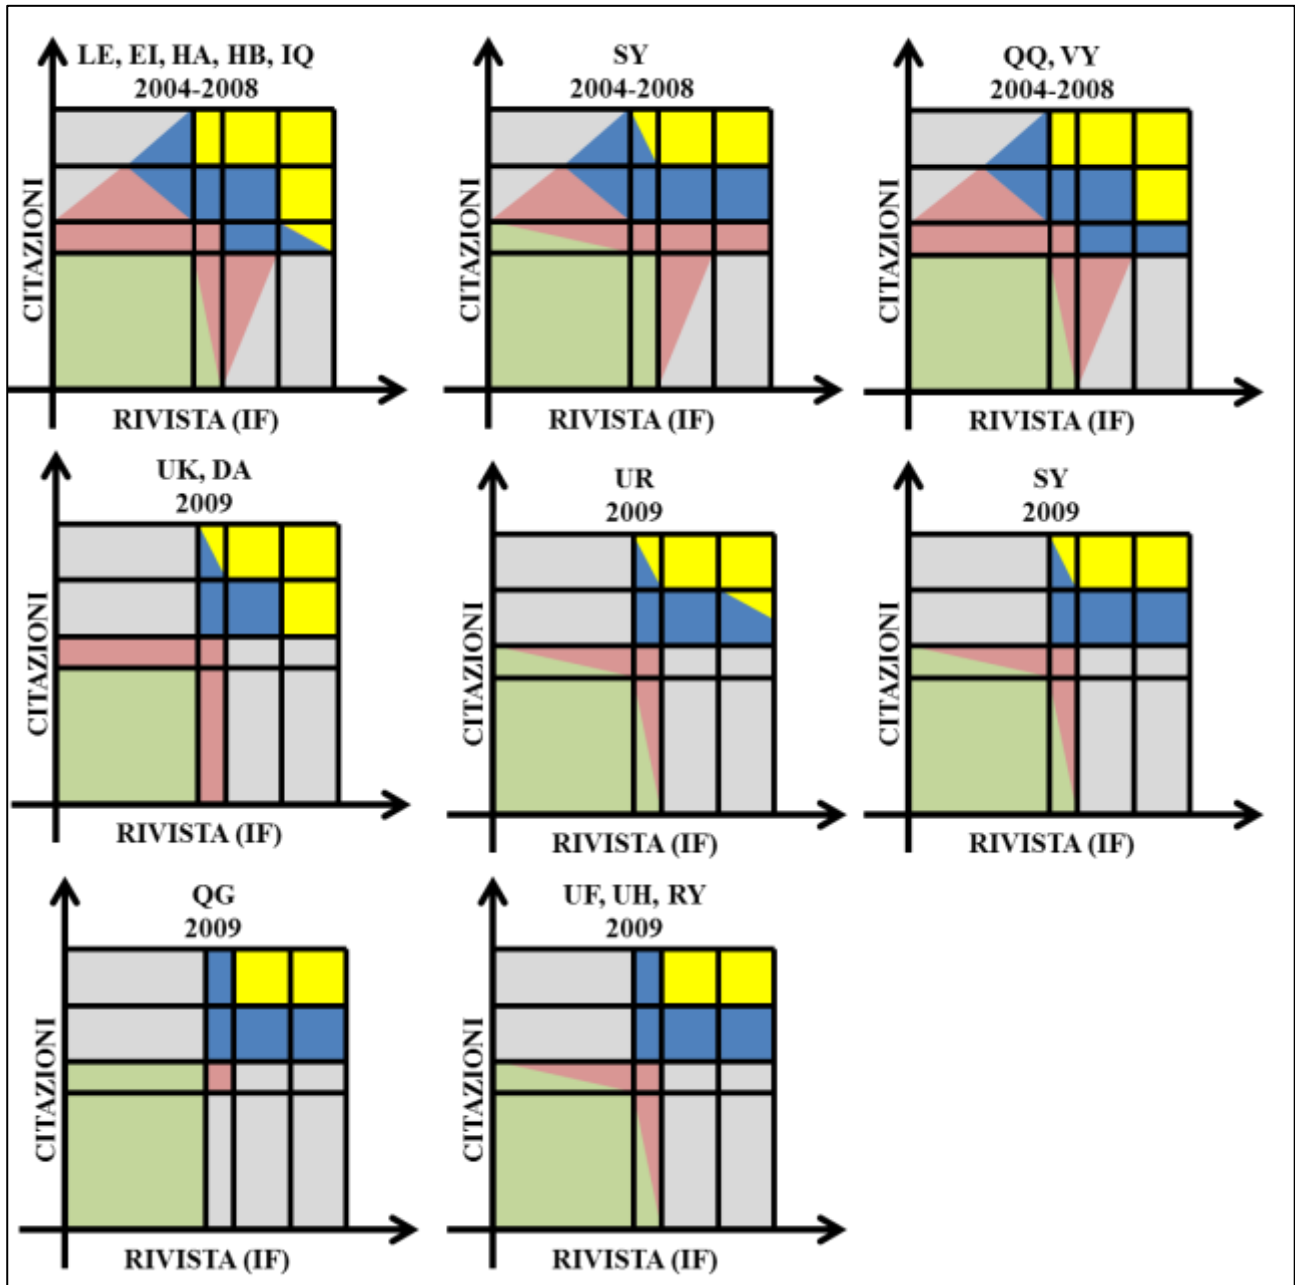 LE, EI, HA, HB, IQ
2004-2008
CITAZIONI
RIVISTA (IF)
SY
2004-2008
CITAZIONI
RIVISTA (IF)
QQ, VY
2004-2008
CITAZIONI
RIVISTA (IF)
UK, DA
2009
CITAZIONI
RIVISTA (IF)
UR
2009
CITAZIONI
RIVISTA (IF)
SY
2009
CITAZIONI
RIVISTA (IF)
QG
2009
CITAZIONI
RIVISTA (IF)
UF, UH, RY
2009
CITAZIONI
RIVISTA (IF)